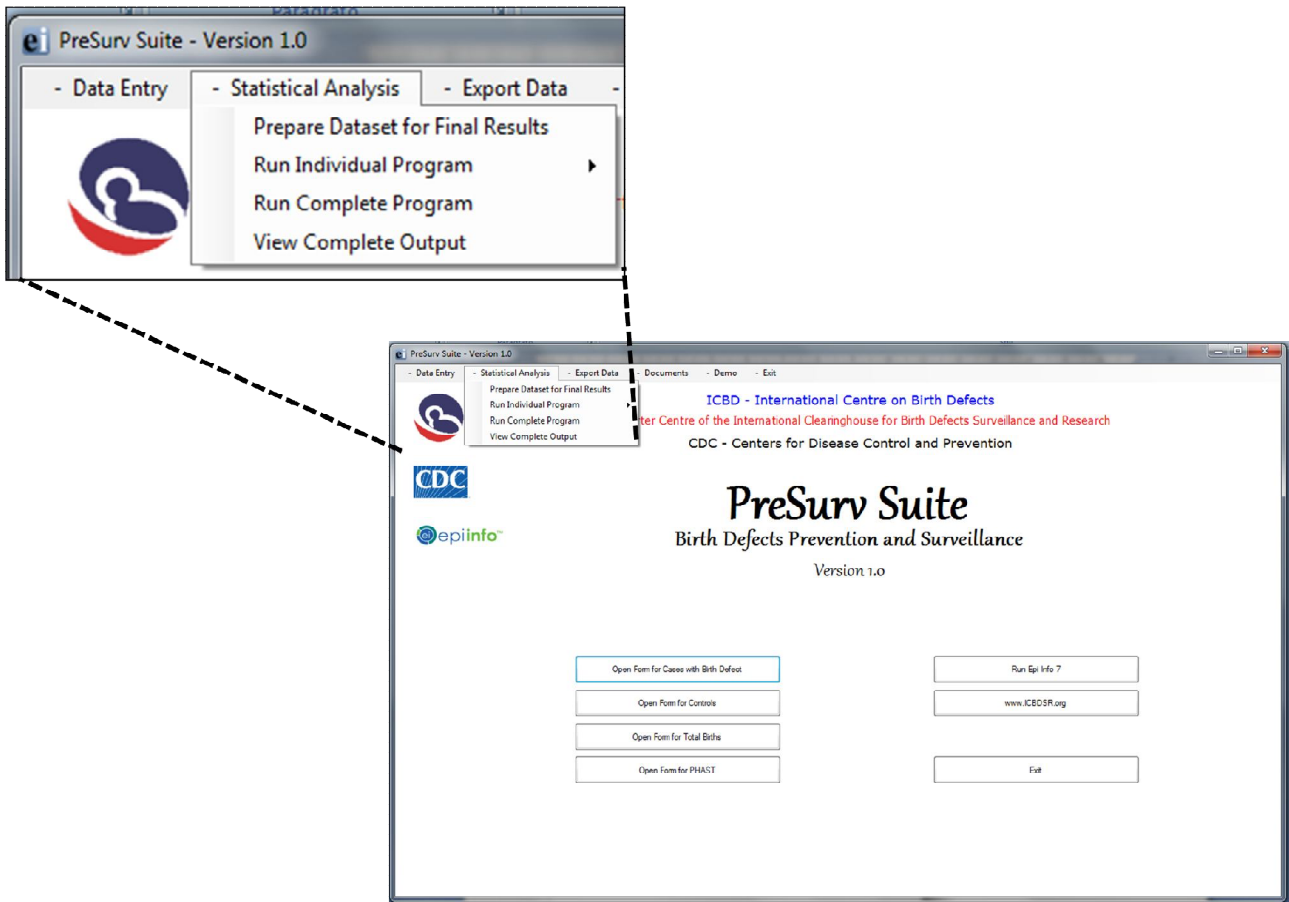 Paragrafo
PreSurv Suite - Version 1.0
- Data Entry - Statistical Analysis - Export Data -
Prepare Dataset for Final Results
Run Individual Program
Run Complete Program
View Complete Output
PreSurv Suite - Version 1.0
- Data Entry - Statistical Analysis - Export Data - Documents - Demo - Exit
Prepare Dataset for Final Results
Run Individual Program
Run Complete Program
View Complete Output
ICBD - International Centre on Birth Defects
ter Centre of the International Clearinghouse for Birth Defects Surveillance and Research
CDC - Centers for Disease Control and Prevention
CDC
ei epiinfo™
PreSurv Suite
Birth Defects Prevention and Surveillance
Version 1.0
Open Form for Cases with Birth Defect
Open Form for Controls
Open Form for Total Births
Open Form for PHAST
Run Epi Info 7
www.ICBDSR.org
Exit